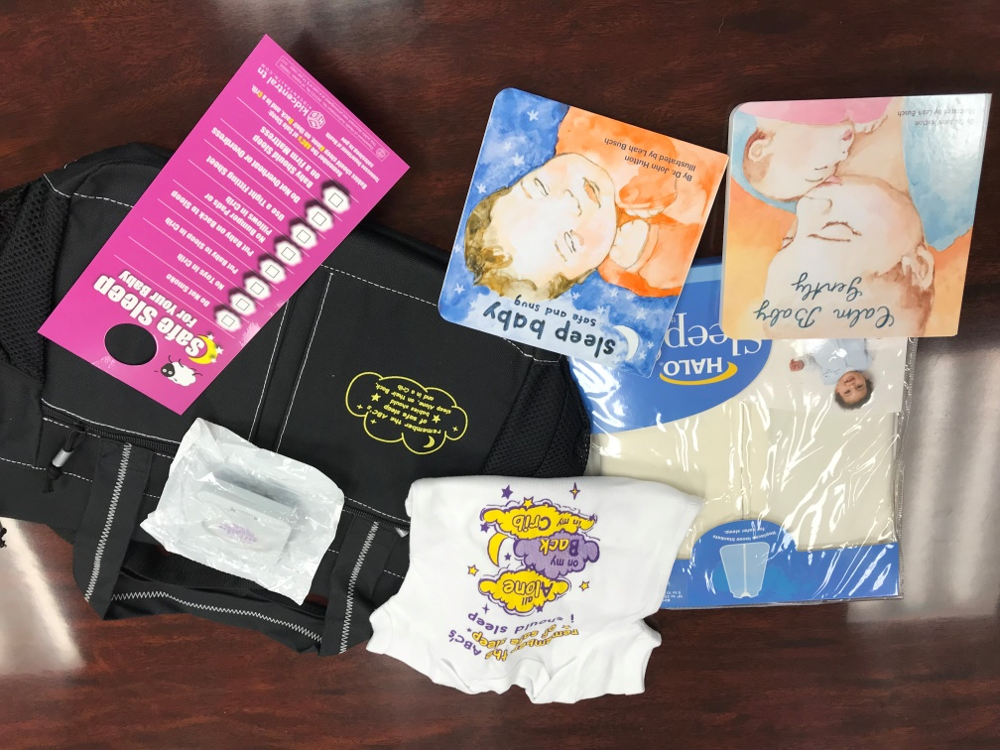 Safe Sleep
For Your Baby
Do Not Smoke
No Toys in Crib
Put Baby to Sleep in Crib
Put Baby on Back to Sleep
No Bumper Pads or
Pillows in Crib
Use a Tight Fitting Sheet
Do Not Overheat or Overdress
Baby Should Sleep
on a Firm Mattress
kidcentral tn
sleep baby
safe and snug
By Dr. John Hutton
Illustrated by Leah Busch
Calm Baby
Gently
By Dr. John Hutton
Illustrated by Leah Busch
HALO
Sleep
remember the ABC's
of safe sleep
babies should
sleep Alone, on their Back,
and in a Crib
remember the ABC's
of safe sleep.
i should sleep
all
Alone
on my
Back
in my
Crib